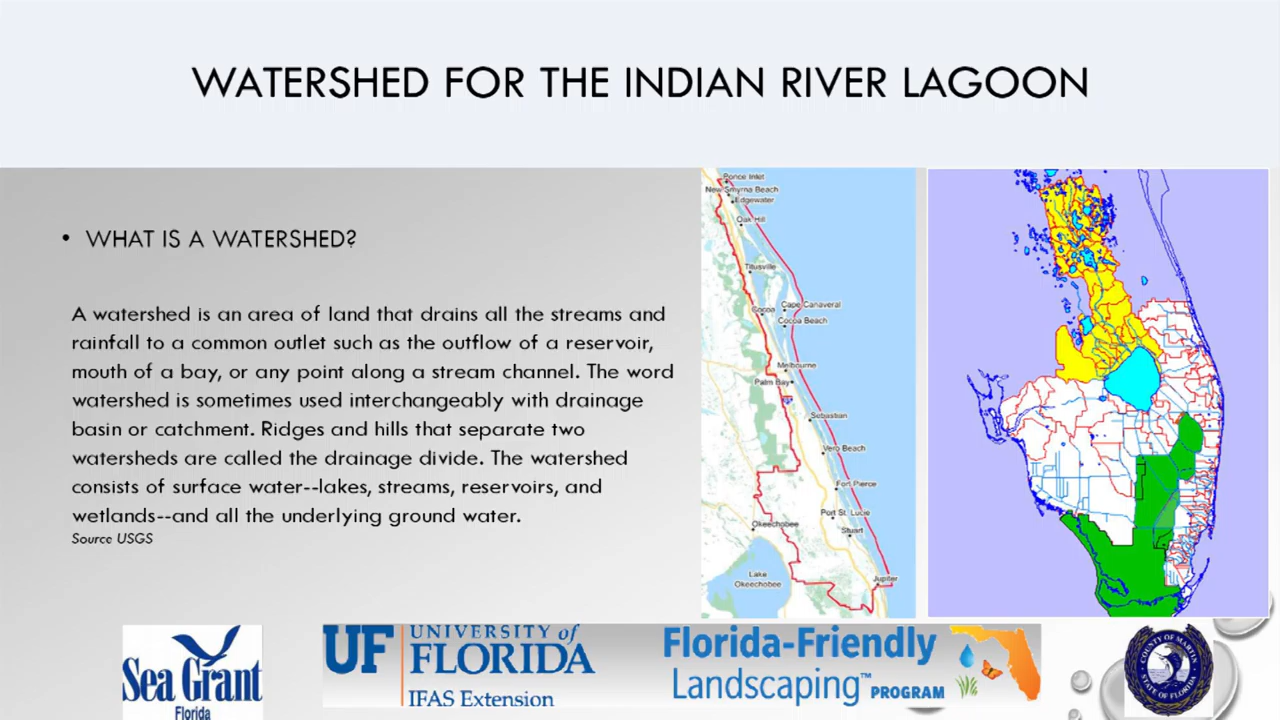 WATERSHED FOR THE INDIAN RIVER LAGOON
• WHAT IS A WATERSHED?
A watershed is an area of land that drains all the streams and
rainfall to a common outlet such as the outflow of a reservoir,
mouth of a bay, or any point along a stream channel. The word
watershed is sometimes used interchangeably with drainage
basin or catchment. Ridges and hills that separate two
watersheds are called the drainage divide. The watershed
consists of surface water--lakes, streams, reservoirs, and
wetlands--and all the underlying ground water.
Source USGS
Ponce Inlet
New Smyrna Beach
Edgewater
Oak Hill
Titusville
Cape Canaveral
Cocoa
Cocoa Beach
Melbourne
Palm Bay
Sebastian
Vero Beach
Fort Pierce
Port St. Lucie
Okeechobee
Stuart
Lake
Okeechobee
Jupiter
Sea Grant
Florida
UF
UNIVERSITY of
FLORIDA
IFAS Extension
Florida-Friendly
Landscaping™ PROGRAM
COUNTY OF MARTIN
STATE OF FLORIDA